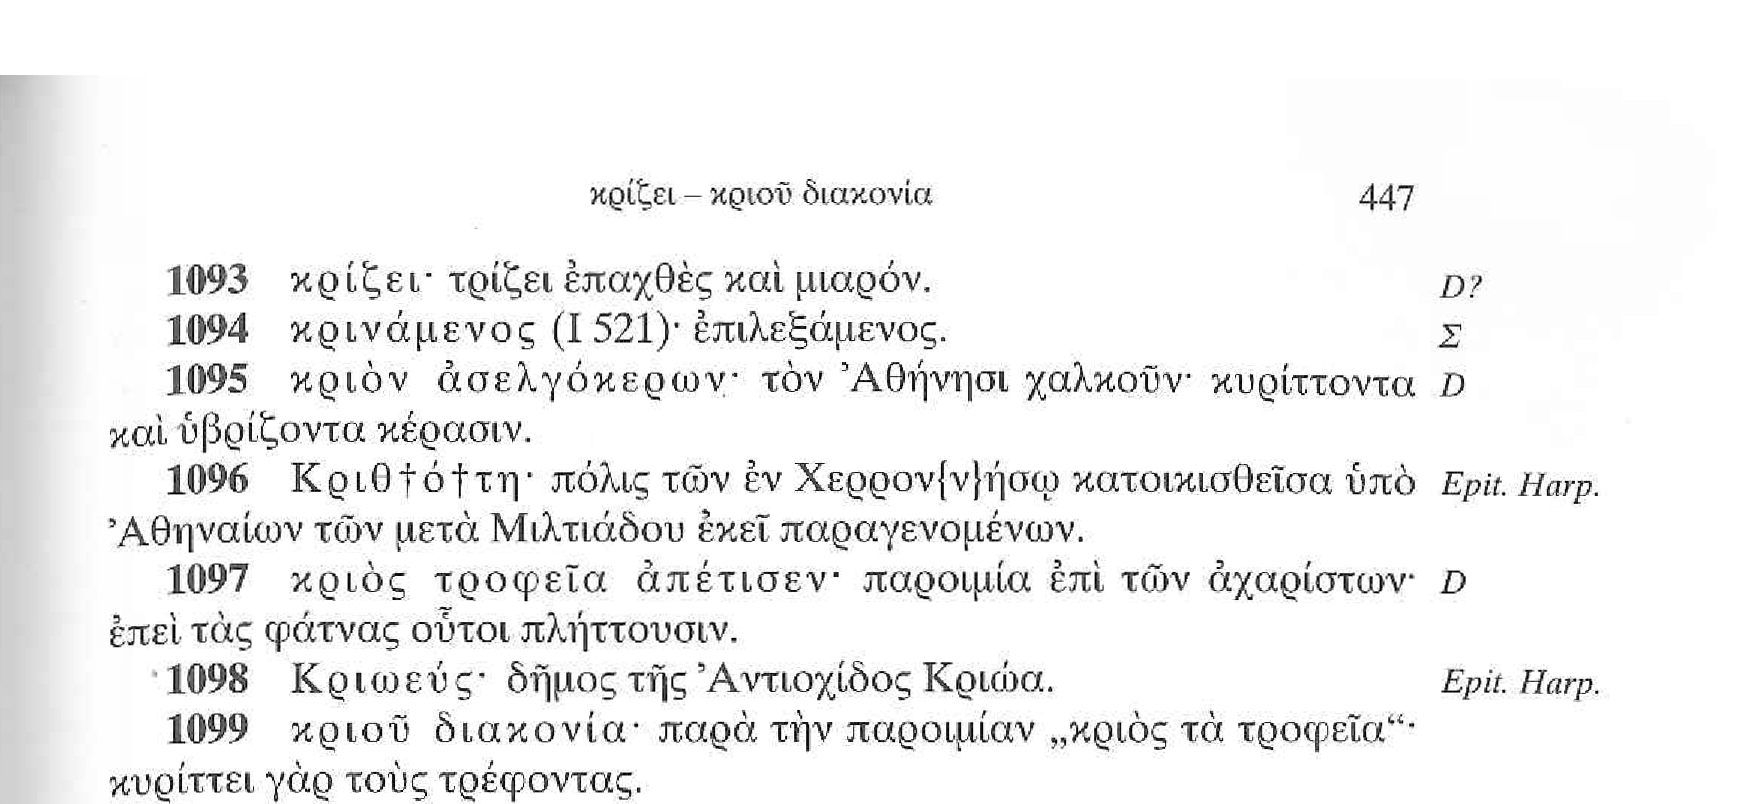 κρίζει – κριοῦ διακονία 447
1093 κρίζει· τρίζει ἐπαχθὲς καὶ μιαρόν. D?
1094 κρινάμενος (I 521)· ἐπιλεξάμενος. Σ
1095 κριὸν ἀσελγόκερων· τὸν Ἀθήνησι χαλκοῦν· κυρίττοντα D
καὶ ὑβρίζοντα κέρασιν.
1096 Κριθ†ό†τη· πόλις τῶν ἐν Χερρον{ν}ήσῳ κατοικισθεῖσα ὑπὸ Epit. Harp.
Ἀθηναίων τῶν μετὰ Μιλτιάδου ἐκεῖ παραγενομένων.
1097 κριὸς τροφεῖα ἀπέτισεν· παροιμία ἐπὶ τῶν ἀχαρίστων· D
ἐπεὶ τὰς φάτνας οὗτοι πλήττουσιν.
1098 Κριωεύς· δῆμος τῆς Ἀντιοχίδος Κριώα. Epit. Harp.
1099 κριοῦ διακονία· παρὰ τὴν παροιμίαν „κριὸς τὰ τροφεῖα“·
κυρίττει γὰρ τοὺς τρέφοντας.